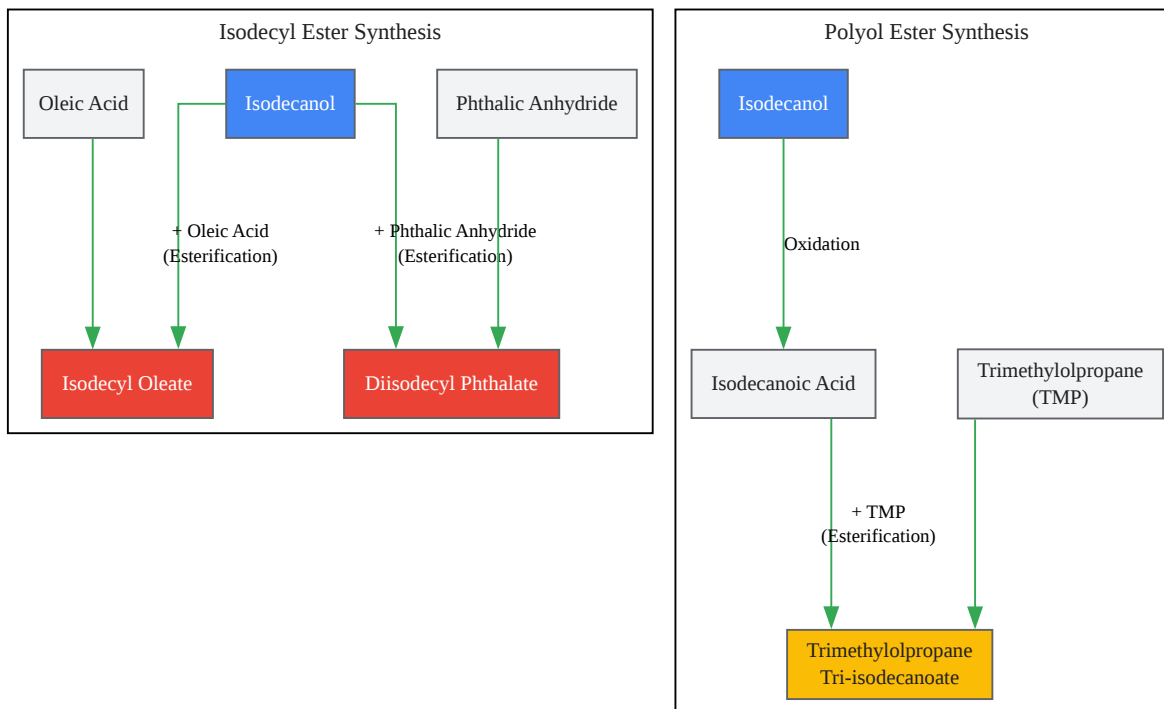 Isodecyl Ester Synthesis
Oleic Acid
Isodecanol
Phthalic Anhydride
+ Oleic Acid
(Esterification)
+ Phthalic Anhydride
(Esterification)
Isodecyl Oleate
Diisodecyl Phthalate
Polyol Ester Synthesis
Isodecanol
Oxidation
Isodecanoic Acid
Trimethylolpropane
(TMP)
+ TMP
(Esterification)
Trimethylolpropane
Tri-isodecanoate